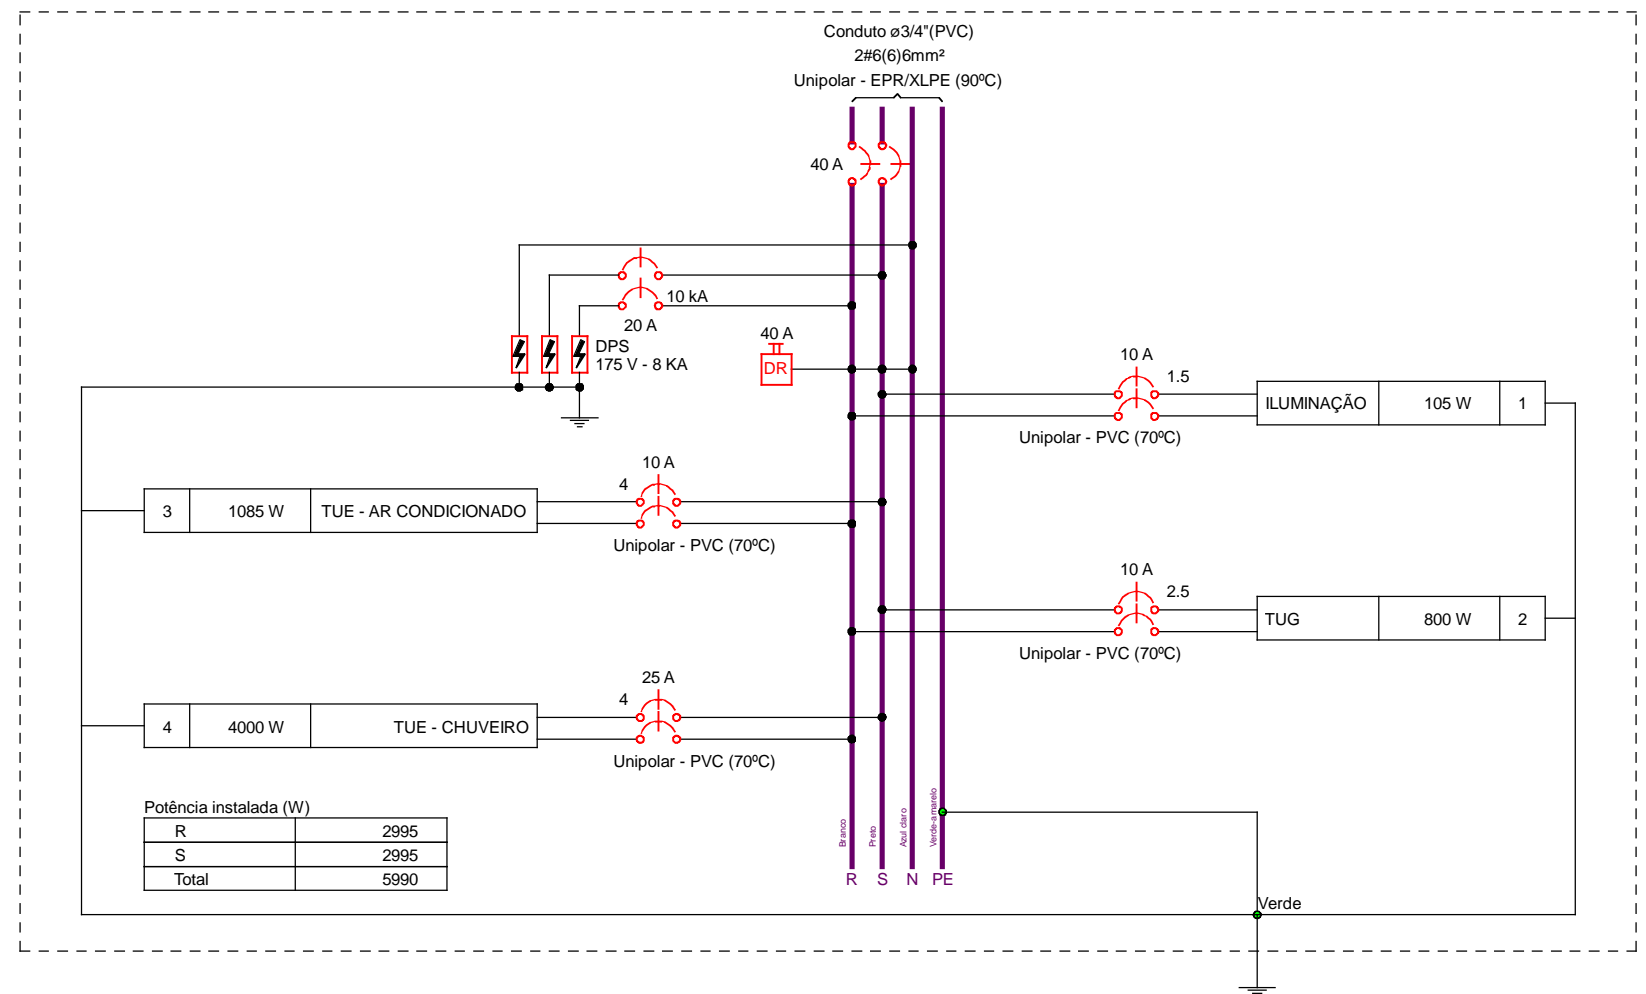 Conduto ø3/4"(PVC)
2#6(6)6mm²
Unipolar - EPR/XLPE (90ºC)
40 A
10 kA
20 A
DPS
175 V - 8 KA
40 A
DR
10 A
1.5
ILUMINAÇÃO 105 W 1
Unipolar - PVC (70ºC)
10 A
4
3 1085 W TUE - AR CONDICIONADO
Unipolar - PVC (70ºC)
10 A
2.5
TUG 800 W 2
Unipolar - PVC (70ºC)
25 A
4
4 4000 W TUE - CHUVEIRO
Unipolar - PVC (70ºC)
Potência instalada (W)
R 2995
S 2995
Total 5990
Branco
Preto
Azul claro
Verde-amarelo
R S N PE
Verde